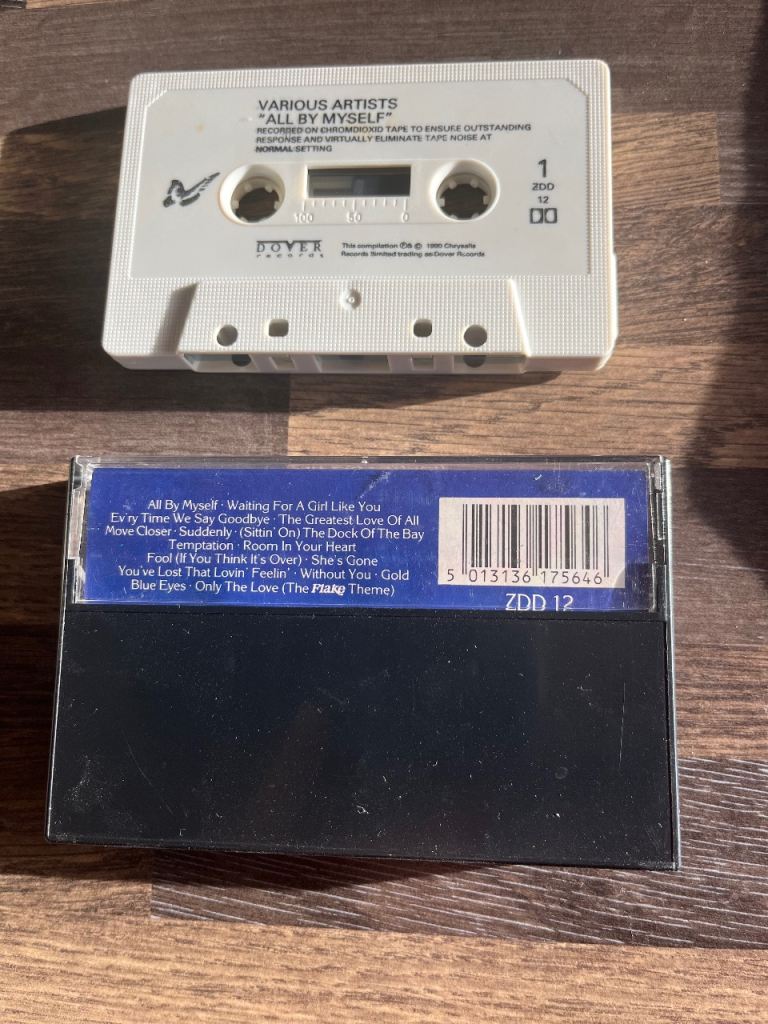 VARIOUS ARTISTS
"ALL BY MYSELF"
RECORDED ON CHROMDIOXID TAPE TO ENSURE OUTSTANDING
RESPONSE AND VIRTUALLY ELIMINATE TAPE NOISE AT
NORMAL SETTING
1
ZDD
12
100 50 0
DOVER
records
This compilation Ⓟ & © 1990 Chrysalis
Records limited trading as Dover Records
All By Myself · Waiting For A Girl Like You
Ev'ry Time We Say Goodbye · The Greatest Love Of All
Move Closer · Suddenly · (Sittin' On) The Dock Of The Bay
Temptation · Room In Your Heart
Fool (If You Think It's Over) · She's Gone
You've Lost That Lovin' Feelin' · Without You · Gold
Blue Eyes · Only The Love (The Flake Theme)
5 013136 175646
ZDD 12